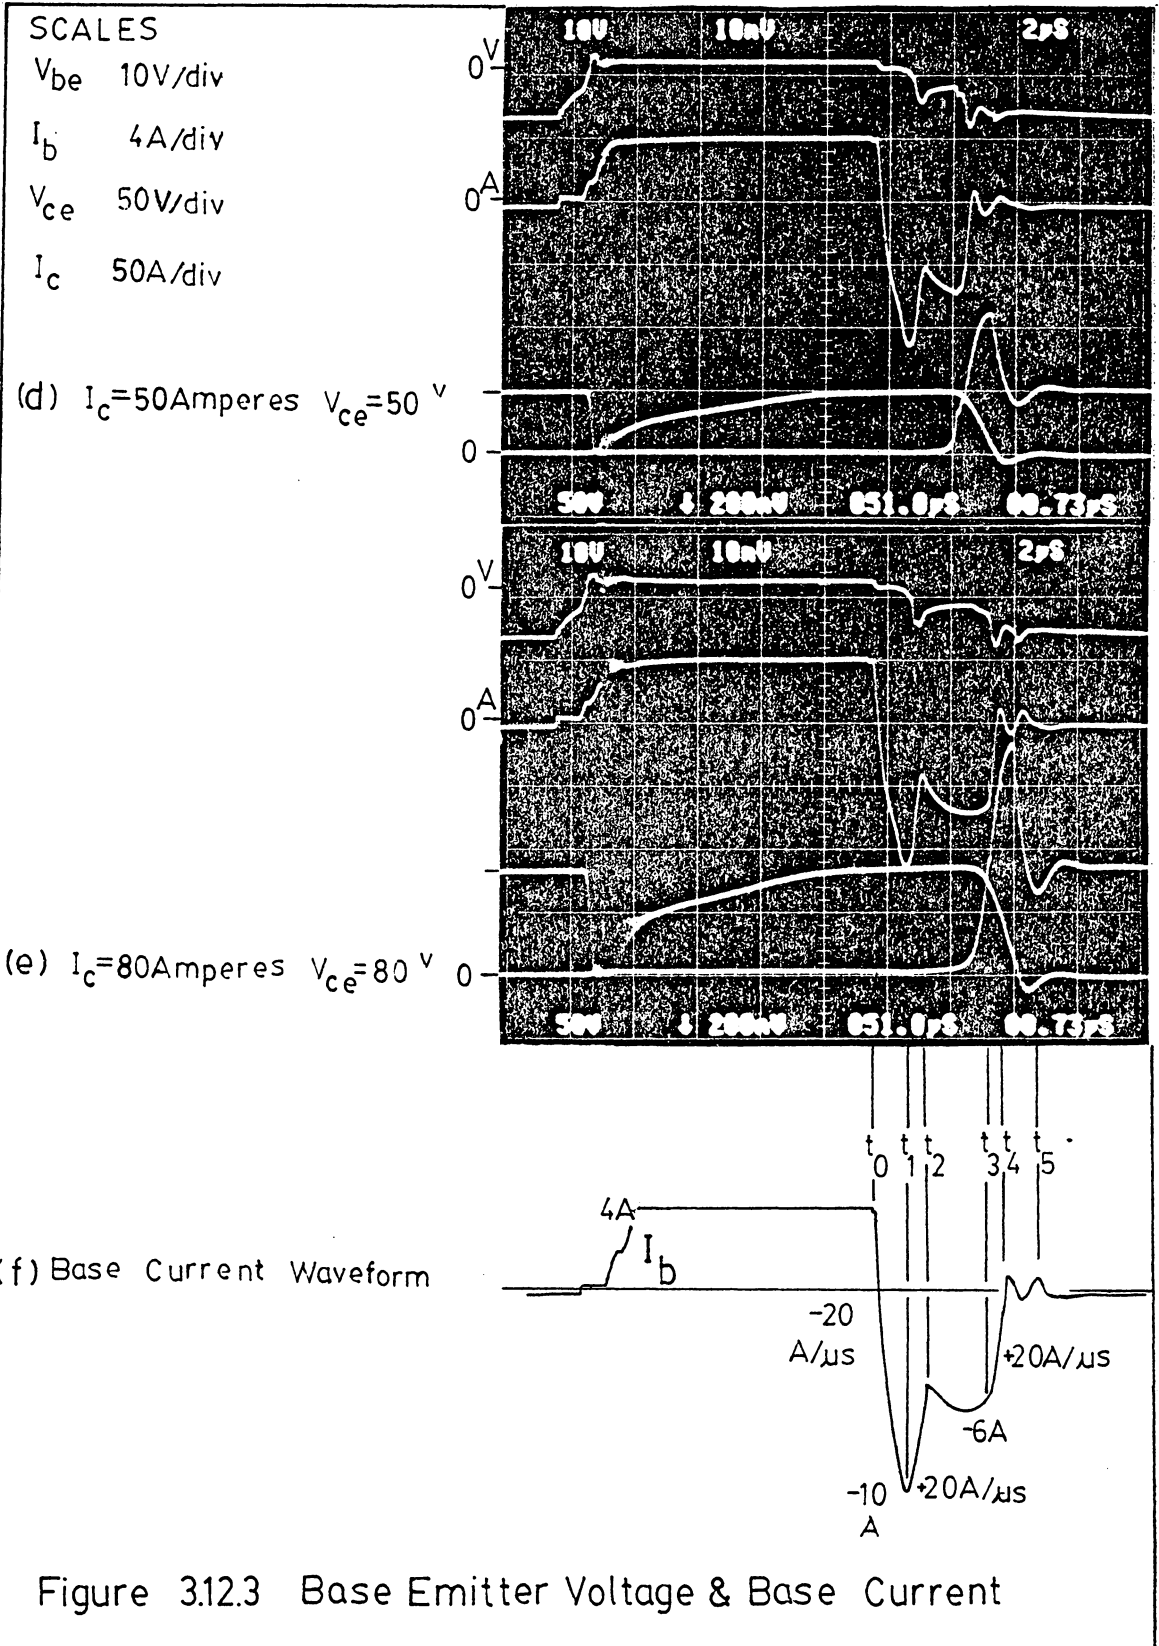 SCALES
Vbe 10V/div
Ib 4A/div
Vce 50V/div
Ic 50A/div
10V 10mV 2µS
0V
0A
(d) Ic=50Amperes Vce=50 V
0
50V ↓ 200mV 051.0µS 00.73µS
10V 10mV 2µS
0V
0A
(e) Ic=80Amperes Vce=80 V
0
50V ↓ 200mV 051.0µS 00.73µS
t0 t1 t2 t3 t4 t5
4A
Ib
(f) Base Current Waveform
-20
A/µs
+20A/µs
-6A
-10
A
+20A/µs
Figure 3.12.3 Base Emitter Voltage & Base Current